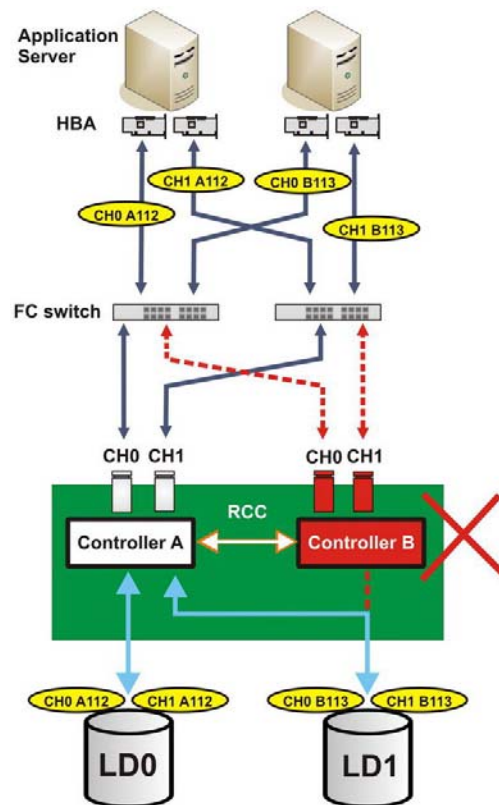 Application
Server
HBA
CH1 A112
CH0 B113
CH0 A112
CH1 B113
FC switch
CH0
CH1
CH0
CH1
RCC
Controller A
Controller B
CH0 A112
CH1 A112
CH0 B113
CH1 B113
LD0
LD1